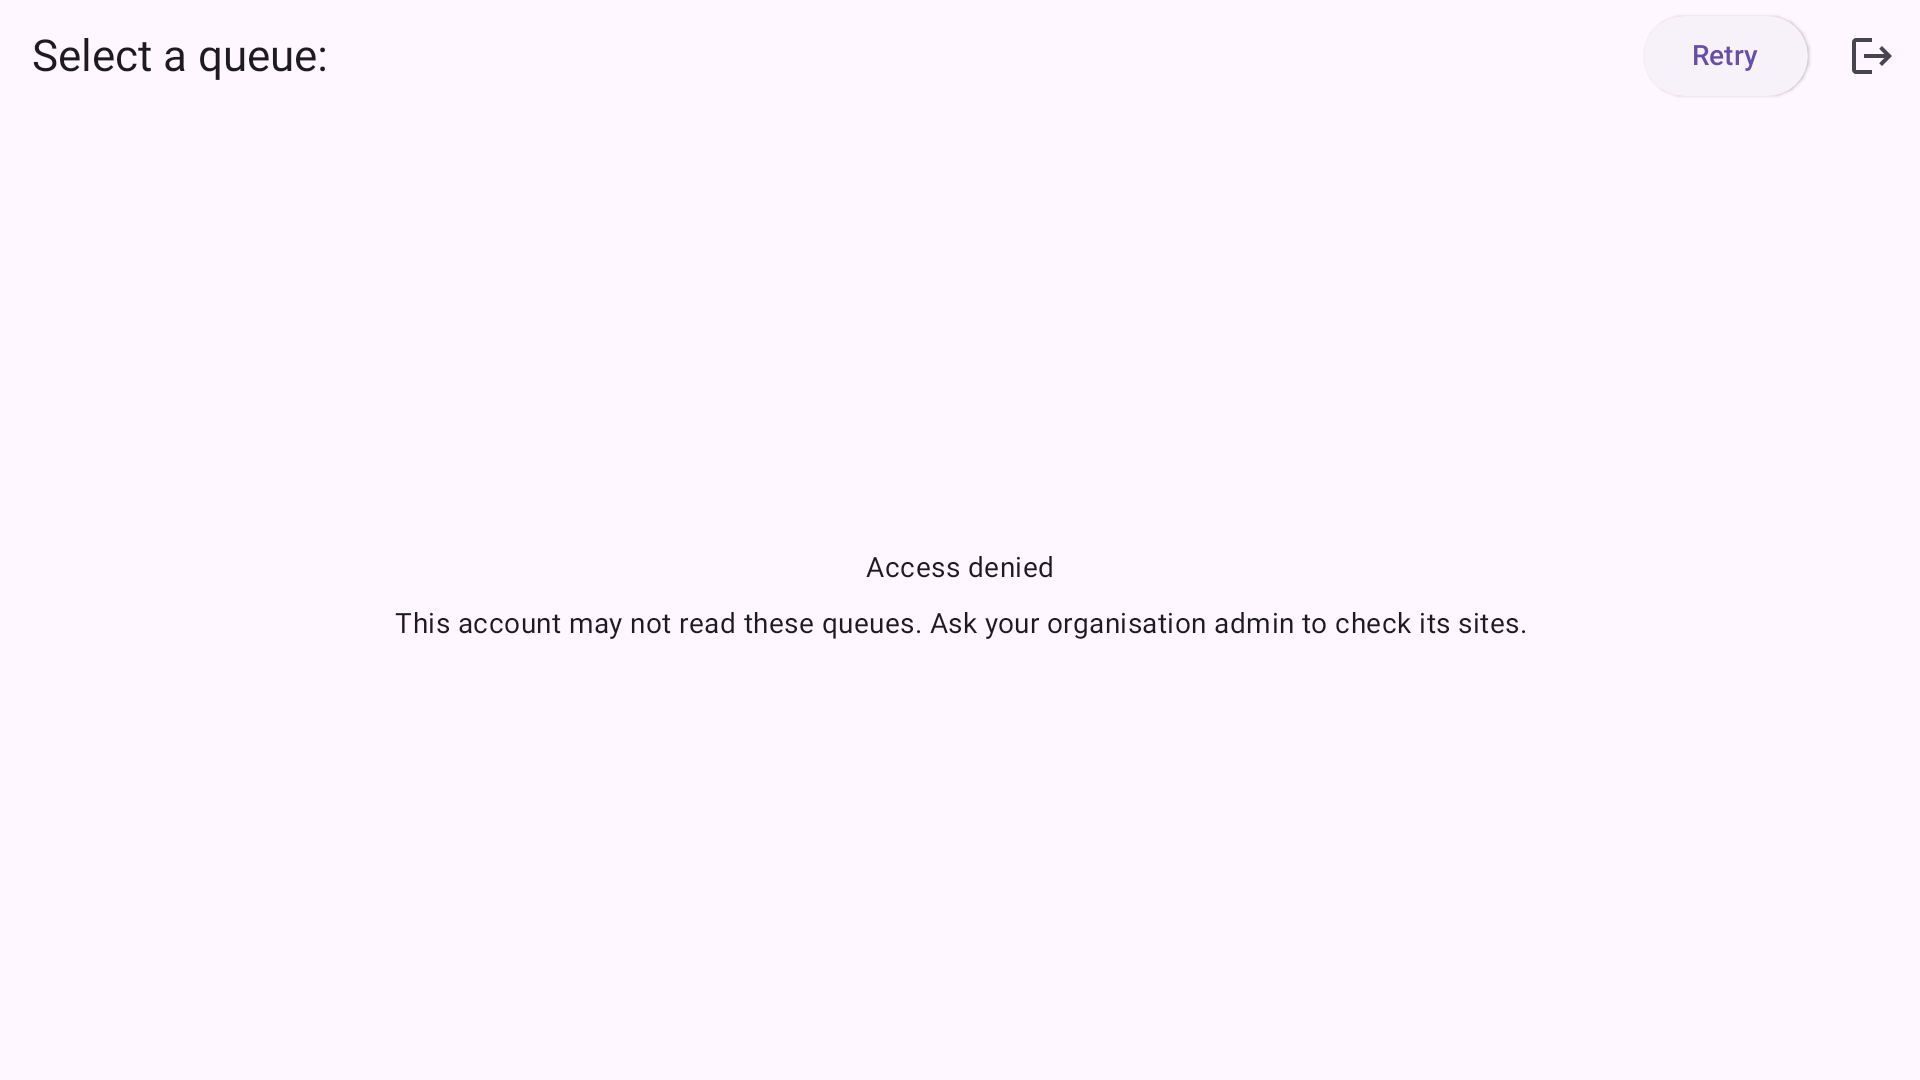 Select a queue:
Retry
Access denied
This account may not read these queues. Ask your organisation admin to check its sites.